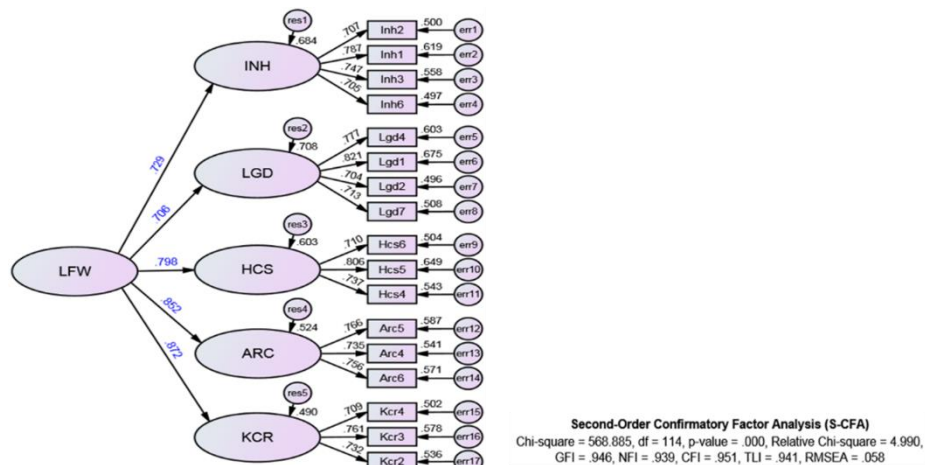 res1
.684
INH
.707
Inh2
.500
err1
.787
Inh1
.619
err2
.747
Inh3
.558
err3
.705
Inh6
.497
err4
res2
.708
LGD
.777
Lgd4
.603
err5
.821
Lgd1
.675
err6
.704
Lgd2
.496
err7
.713
Lgd7
.508
err8
res3
.603
HCS
.710
Hcs6
.504
err9
.806
Hcs5
.649
err10
.737
Hcs4
.543
err11
res4
.524
ARC
.766
Arc5
.587
err12
.735
Arc4
.541
err13
.756
Arc6
.571
err14
res5
.490
KCR
.709
Kcr4
.502
err15
.761
Kcr3
.578
err16
.732
Kcr2
.536
err17
LFW
.729
.706
.798
.852
.872
Second-Order Confirmatory Factor Analysis (S-CFA)
Chi-square = 568.885, df = 114, p-value = .000, Relative Chi-square = 4.990,
GFI = .946, NFI = .939, CFI = .951, TLI = .941, RMSEA = .058